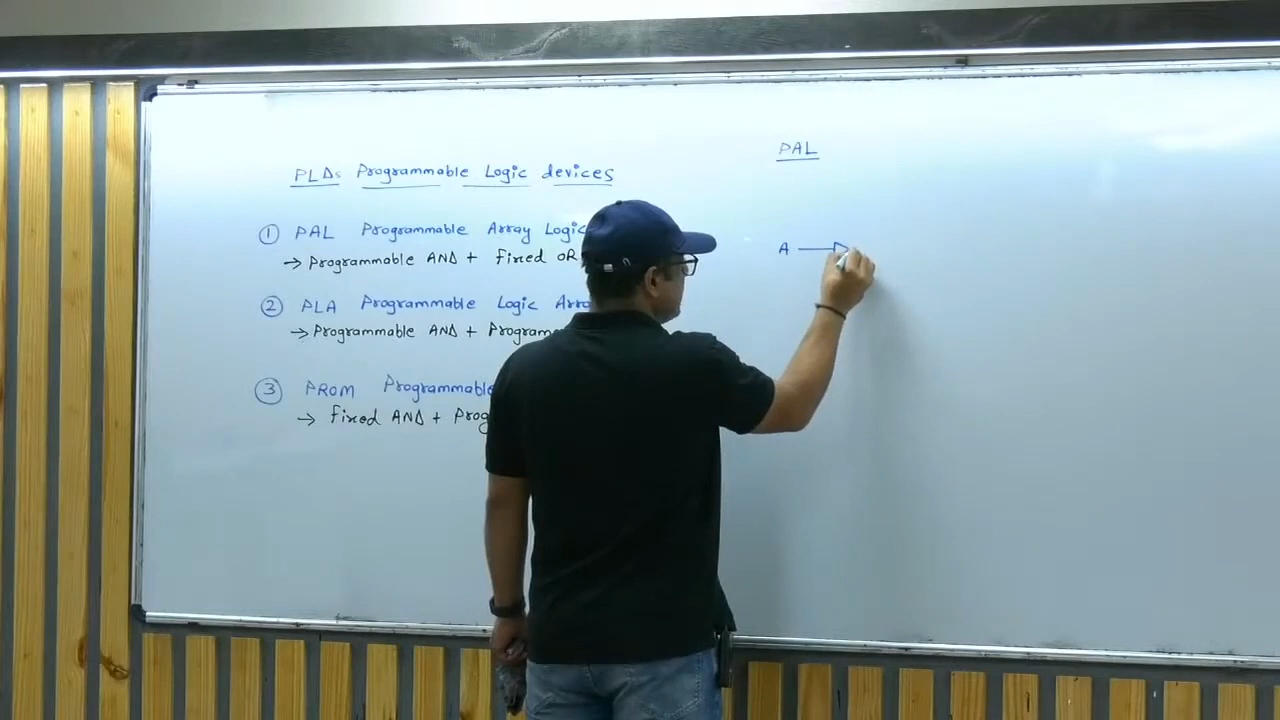 PLDs Programmable Logic devices
① PAL Programmable Array Logic
→ Programmable AND + fixed OR
② PLA Programmable Logic
→ Programmable AND +
③ PROM Programmable
→ fixed AND +
PAL
A